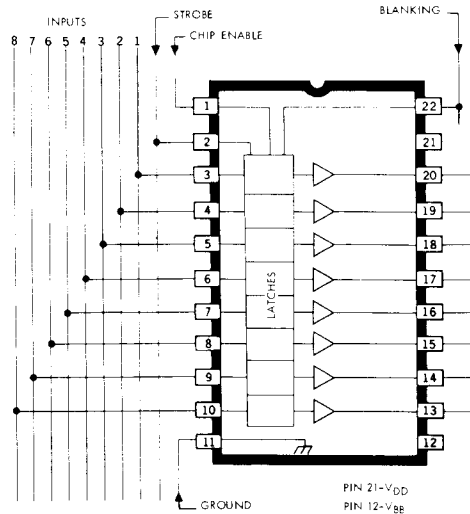 INPUTS
STROBE
CHIP ENABLE
BLANKING
8 7 6 5 4 3 2 1
1 22
2 21
3 20
4 19
5 18
6 17
7 16
8 15
9 14
10 13
11 12
LATCHES
GROUND
PIN 21-VDD
PIN 12-VBB